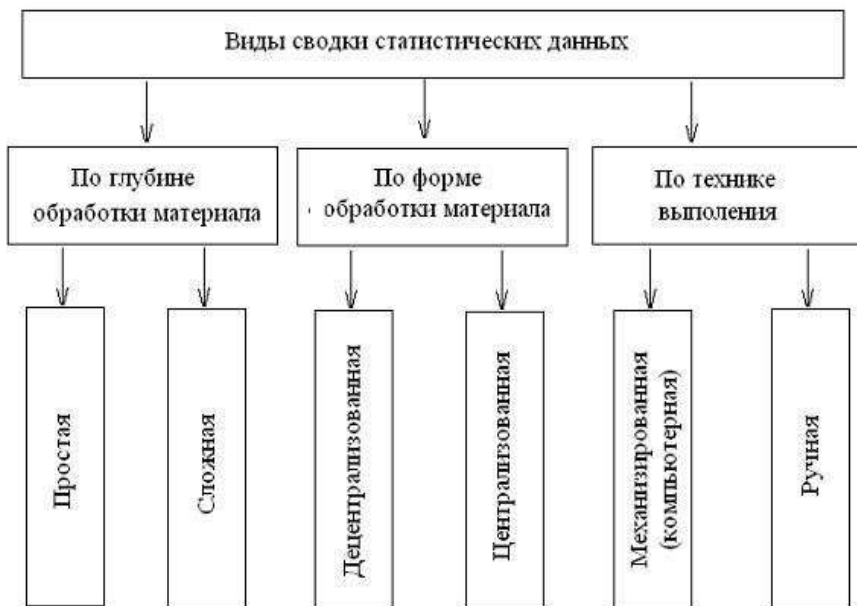 Виды сводки статистических данных
По глубине
обработки материала
По форме
обработки материала
По технике
выполения
Простая
Сложная
Децентрализованная
Централизованная
Механизированная
(компьютерная)
Ручная